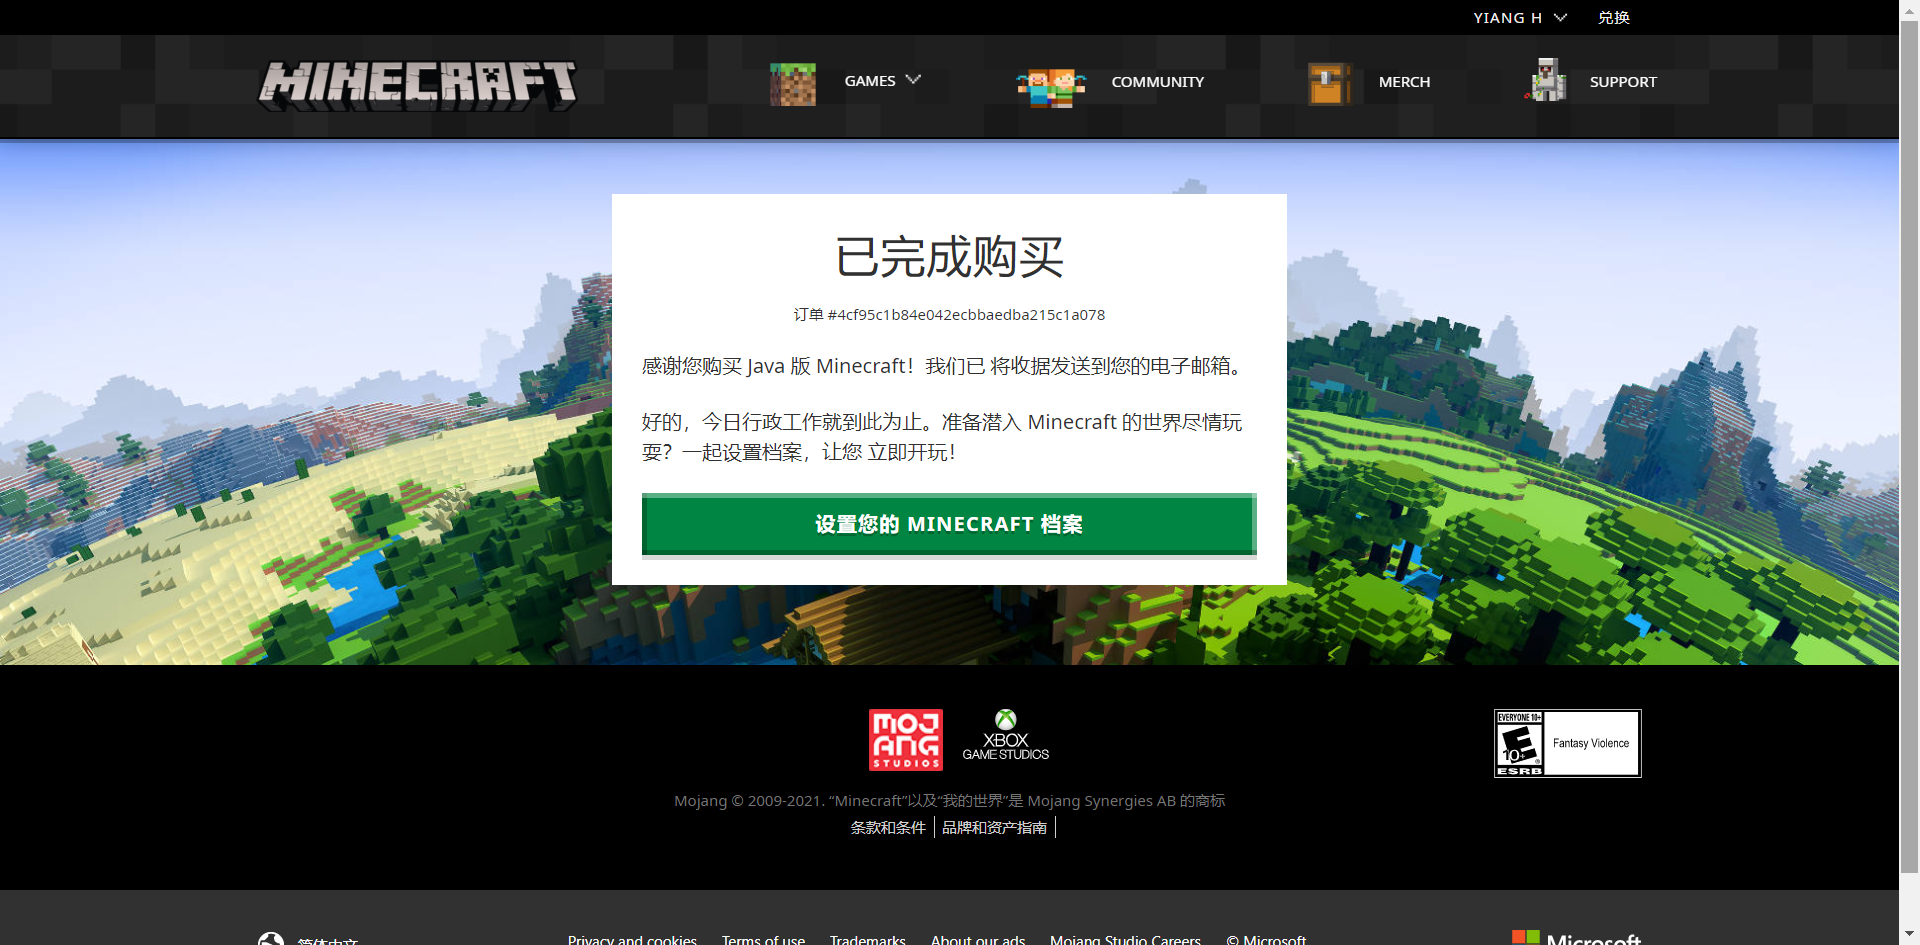 YIANG H
兑换
MINECRAFT
GAMES
COMMUNITY
MERCH
SUPPORT
已完成购买
订单 #4cf95c1b84e042ecbbaedba215c1a078
感谢您购买 Java 版 Minecraft！我们已 将收据发送到您的电子邮箱。
好的，今日行政工作就到此为止。准备潜入 Minecraft 的世界尽情玩
耍？一起设置档案，让您 立即开玩！
设置您的 MINECRAFT 档案
MOJ
ANG
STUDIOS
XBOX
GAME STUDIOS
EVERYONE 10+
E
10+
ESRB
Fantasy Violence
Mojang © 2009-2021. “Minecraft”以及“我的世界”是 Mojang Synergies AB 的商标
条款和条件
品牌和资产指南
简体中文
Privacy and cookies
Terms of use
Trademarks
About our ads
Mojang Studio Careers
© Microsoft
Microsoft